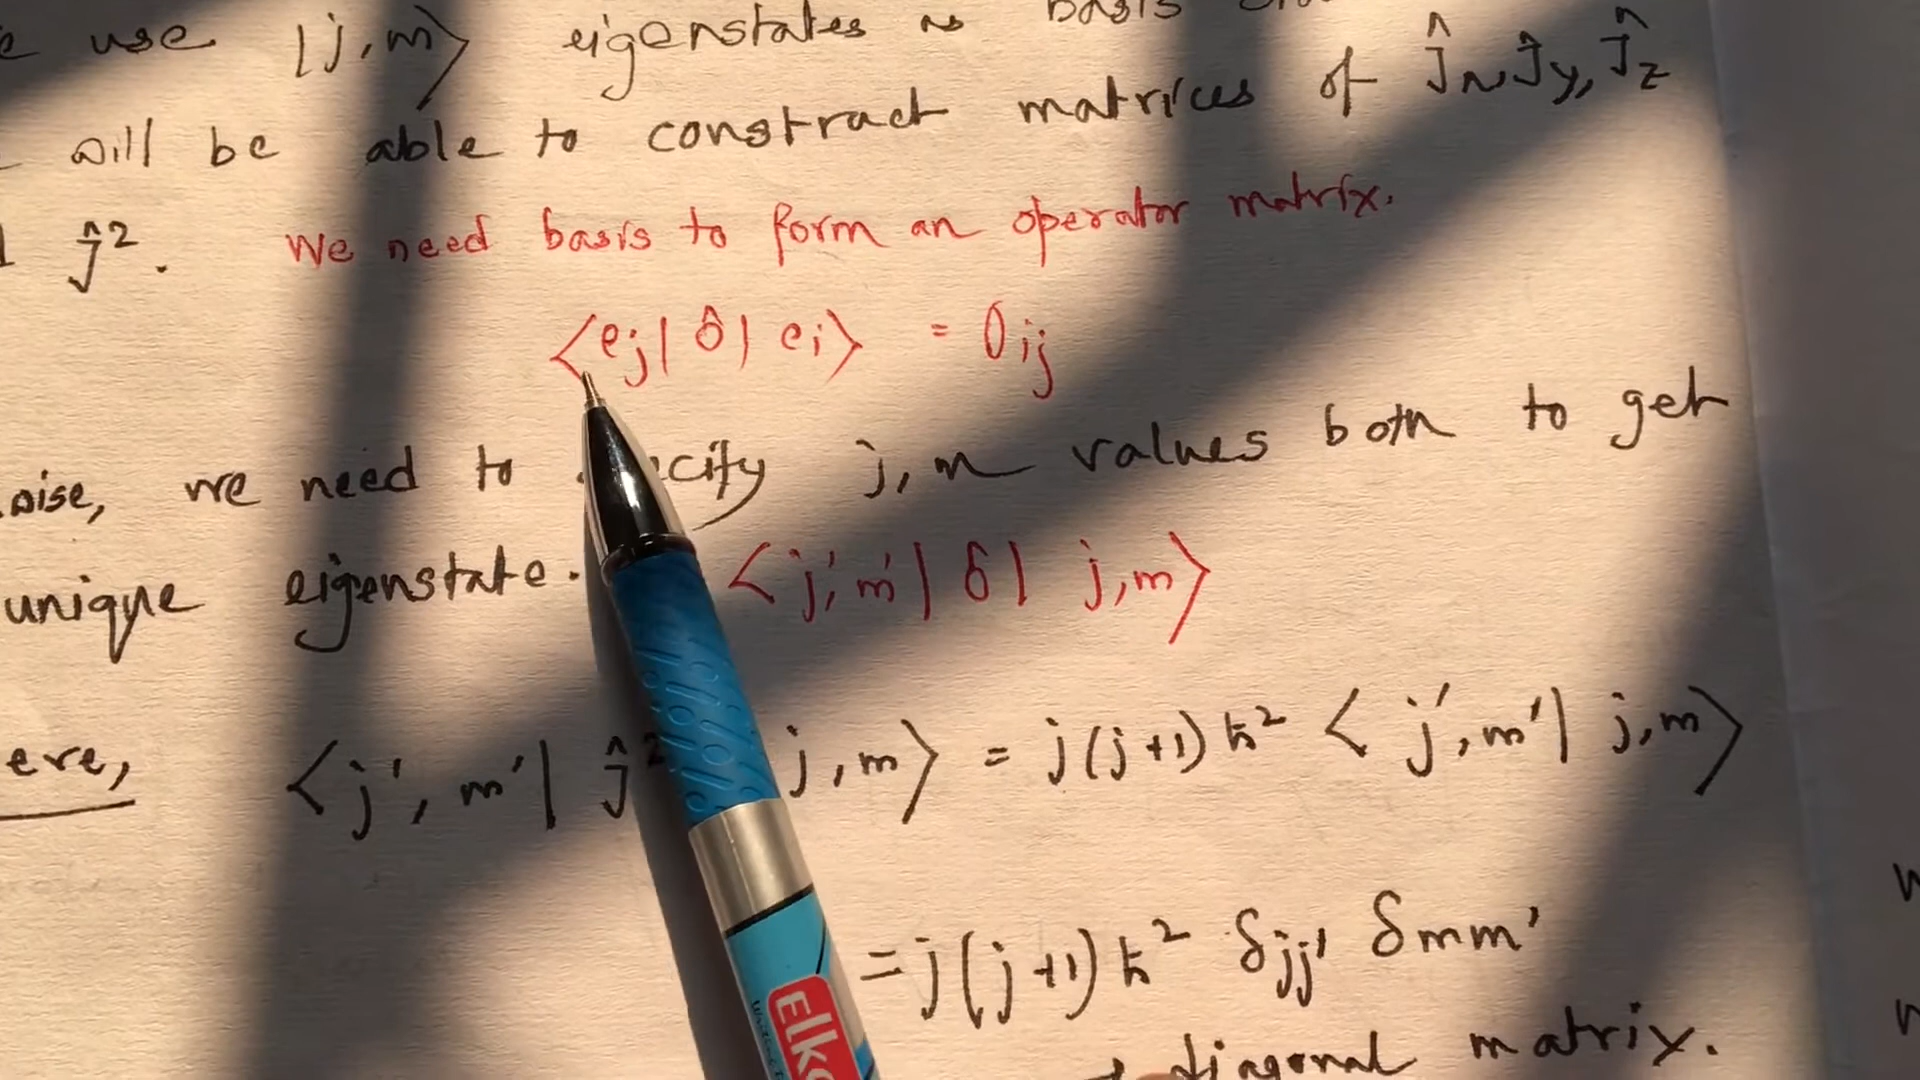 use |j,m⟩ eigenstates as basis
will be able to construct matrices of Ĵx Ĵy, Ĵz
Ĵ². We need basis to form an operator matrix.
⟨ej| ô | ei⟩ = Oij
wise, we need to j, m values both to get
unique eigenstate. ⟨j',m'| ô | j,m⟩
ere, ⟨j', m'| Ĵ² j,m⟩ = j(j+1)ħ² ⟨j',m'| j,m⟩
= j(j+1)ħ² δjj' δmm'
diagonal matrix.
Elko